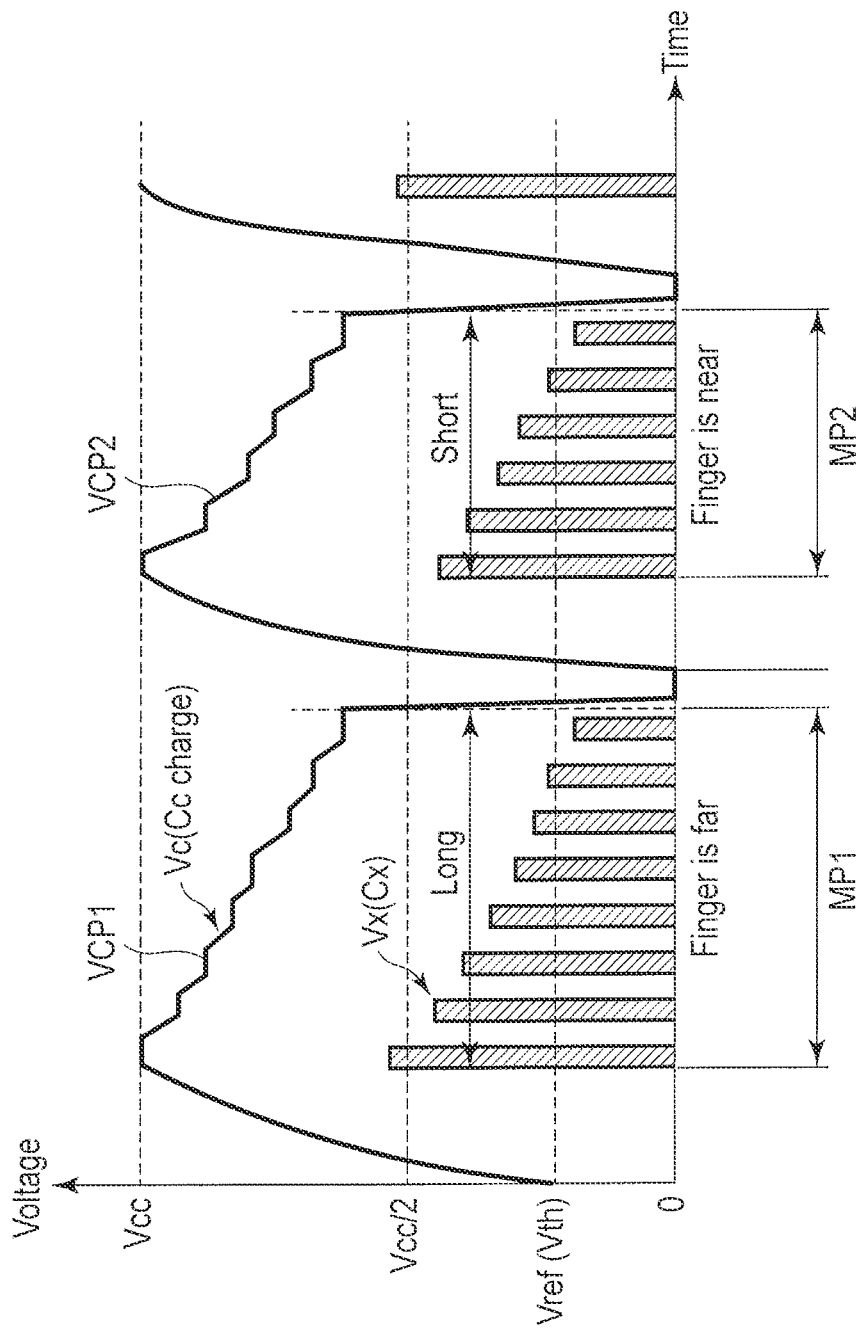 Voltage
Vcc
Vcc/2
Vref (Vth)
0
Time
VCP1
Vc(Cc charge)
VCP2
Vx(Cx)
Long
Short
Finger is far
Finger is near
MP1
MP2